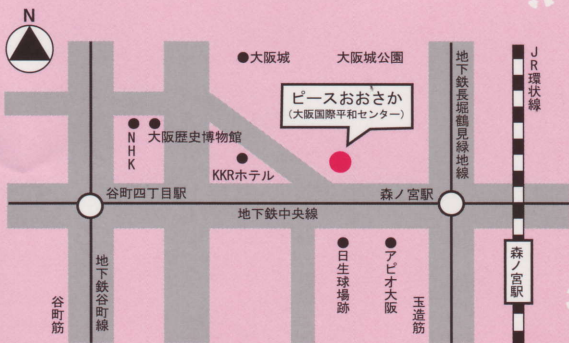 N
大阪城
大阪城公園
地下鉄長堀鶴見緑地線
JR環状線
ピースおおさか
(大阪国際平和センター)
NHK
大阪歴史博物館
KKRホテル
谷町四丁目駅
森ノ宮駅
地下鉄中央線
地下鉄谷町線
谷町筋
日生球場跡
アピオ大阪
玉造筋
森ノ宮駅